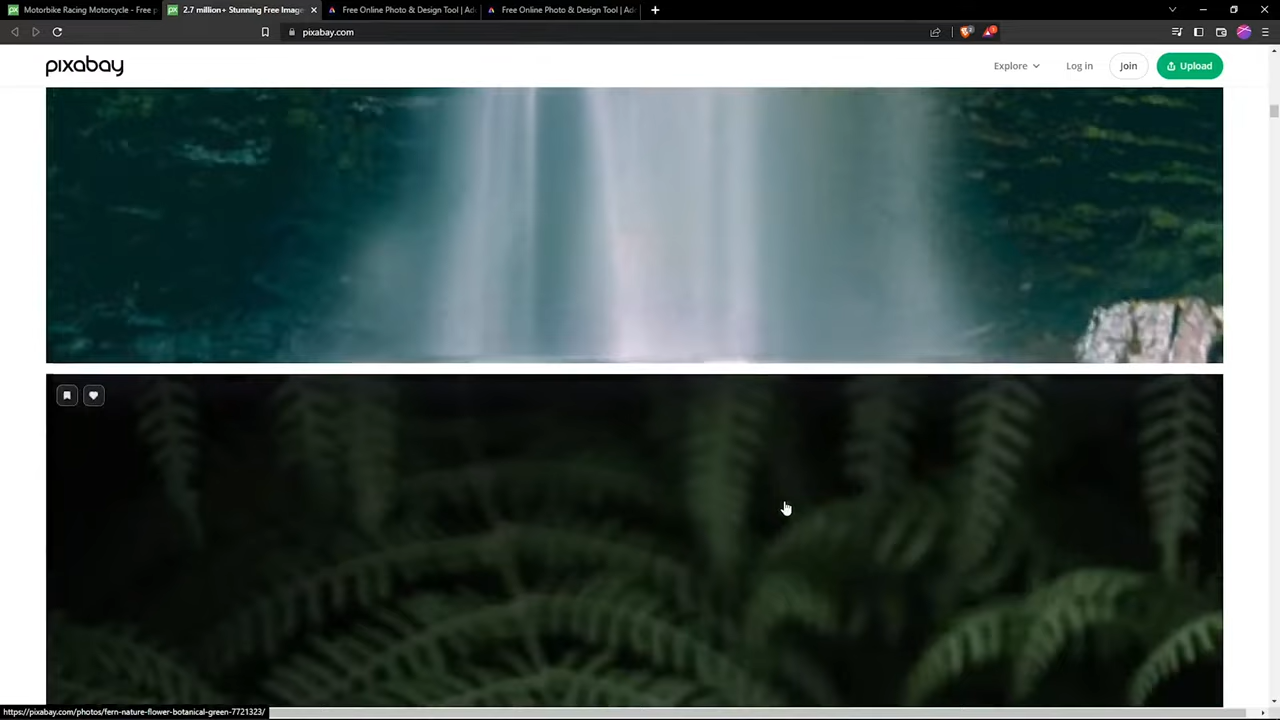 Motorbike Racing Motorcycle - Free p
2.7 million+ Stunning Free Image
Free Online Photo & Design Tool | Ad
Free Online Photo & Design Tool | Ad
pixabay.com
pixabay
Explore
Log in
Join
Upload
https://pixabay.com/photos/fern-nature-flower-botanical-green-7721323/